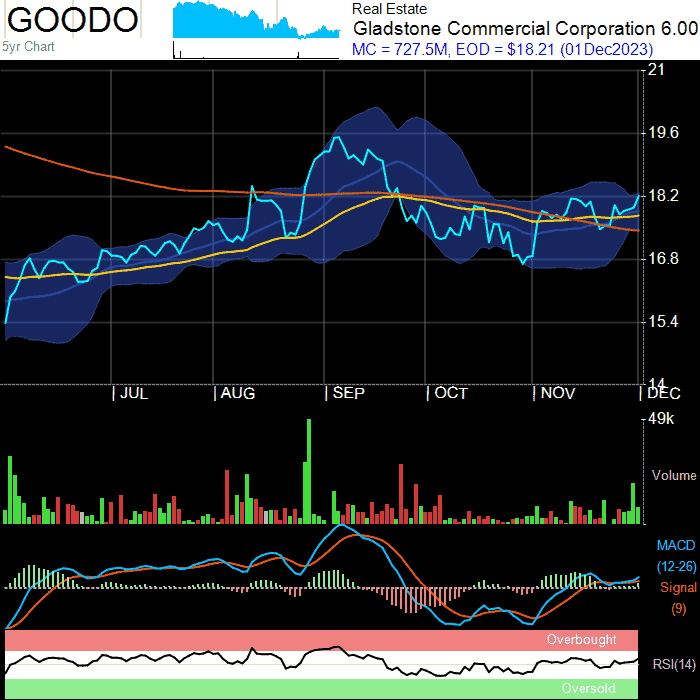 GOODO
5yr Chart
Real Estate
Gladstone Commercial Corporation 6.00
MC = 727.5M, EOD = $18.21 (01Dec2023)
21
19.6
18.2
16.8
15.4
14
JUL AUG SEP OCT NOV DEC
49k
Volume
MACD
(12-26)
Signal
(9)
Overbought
RSI(14)
Oversold